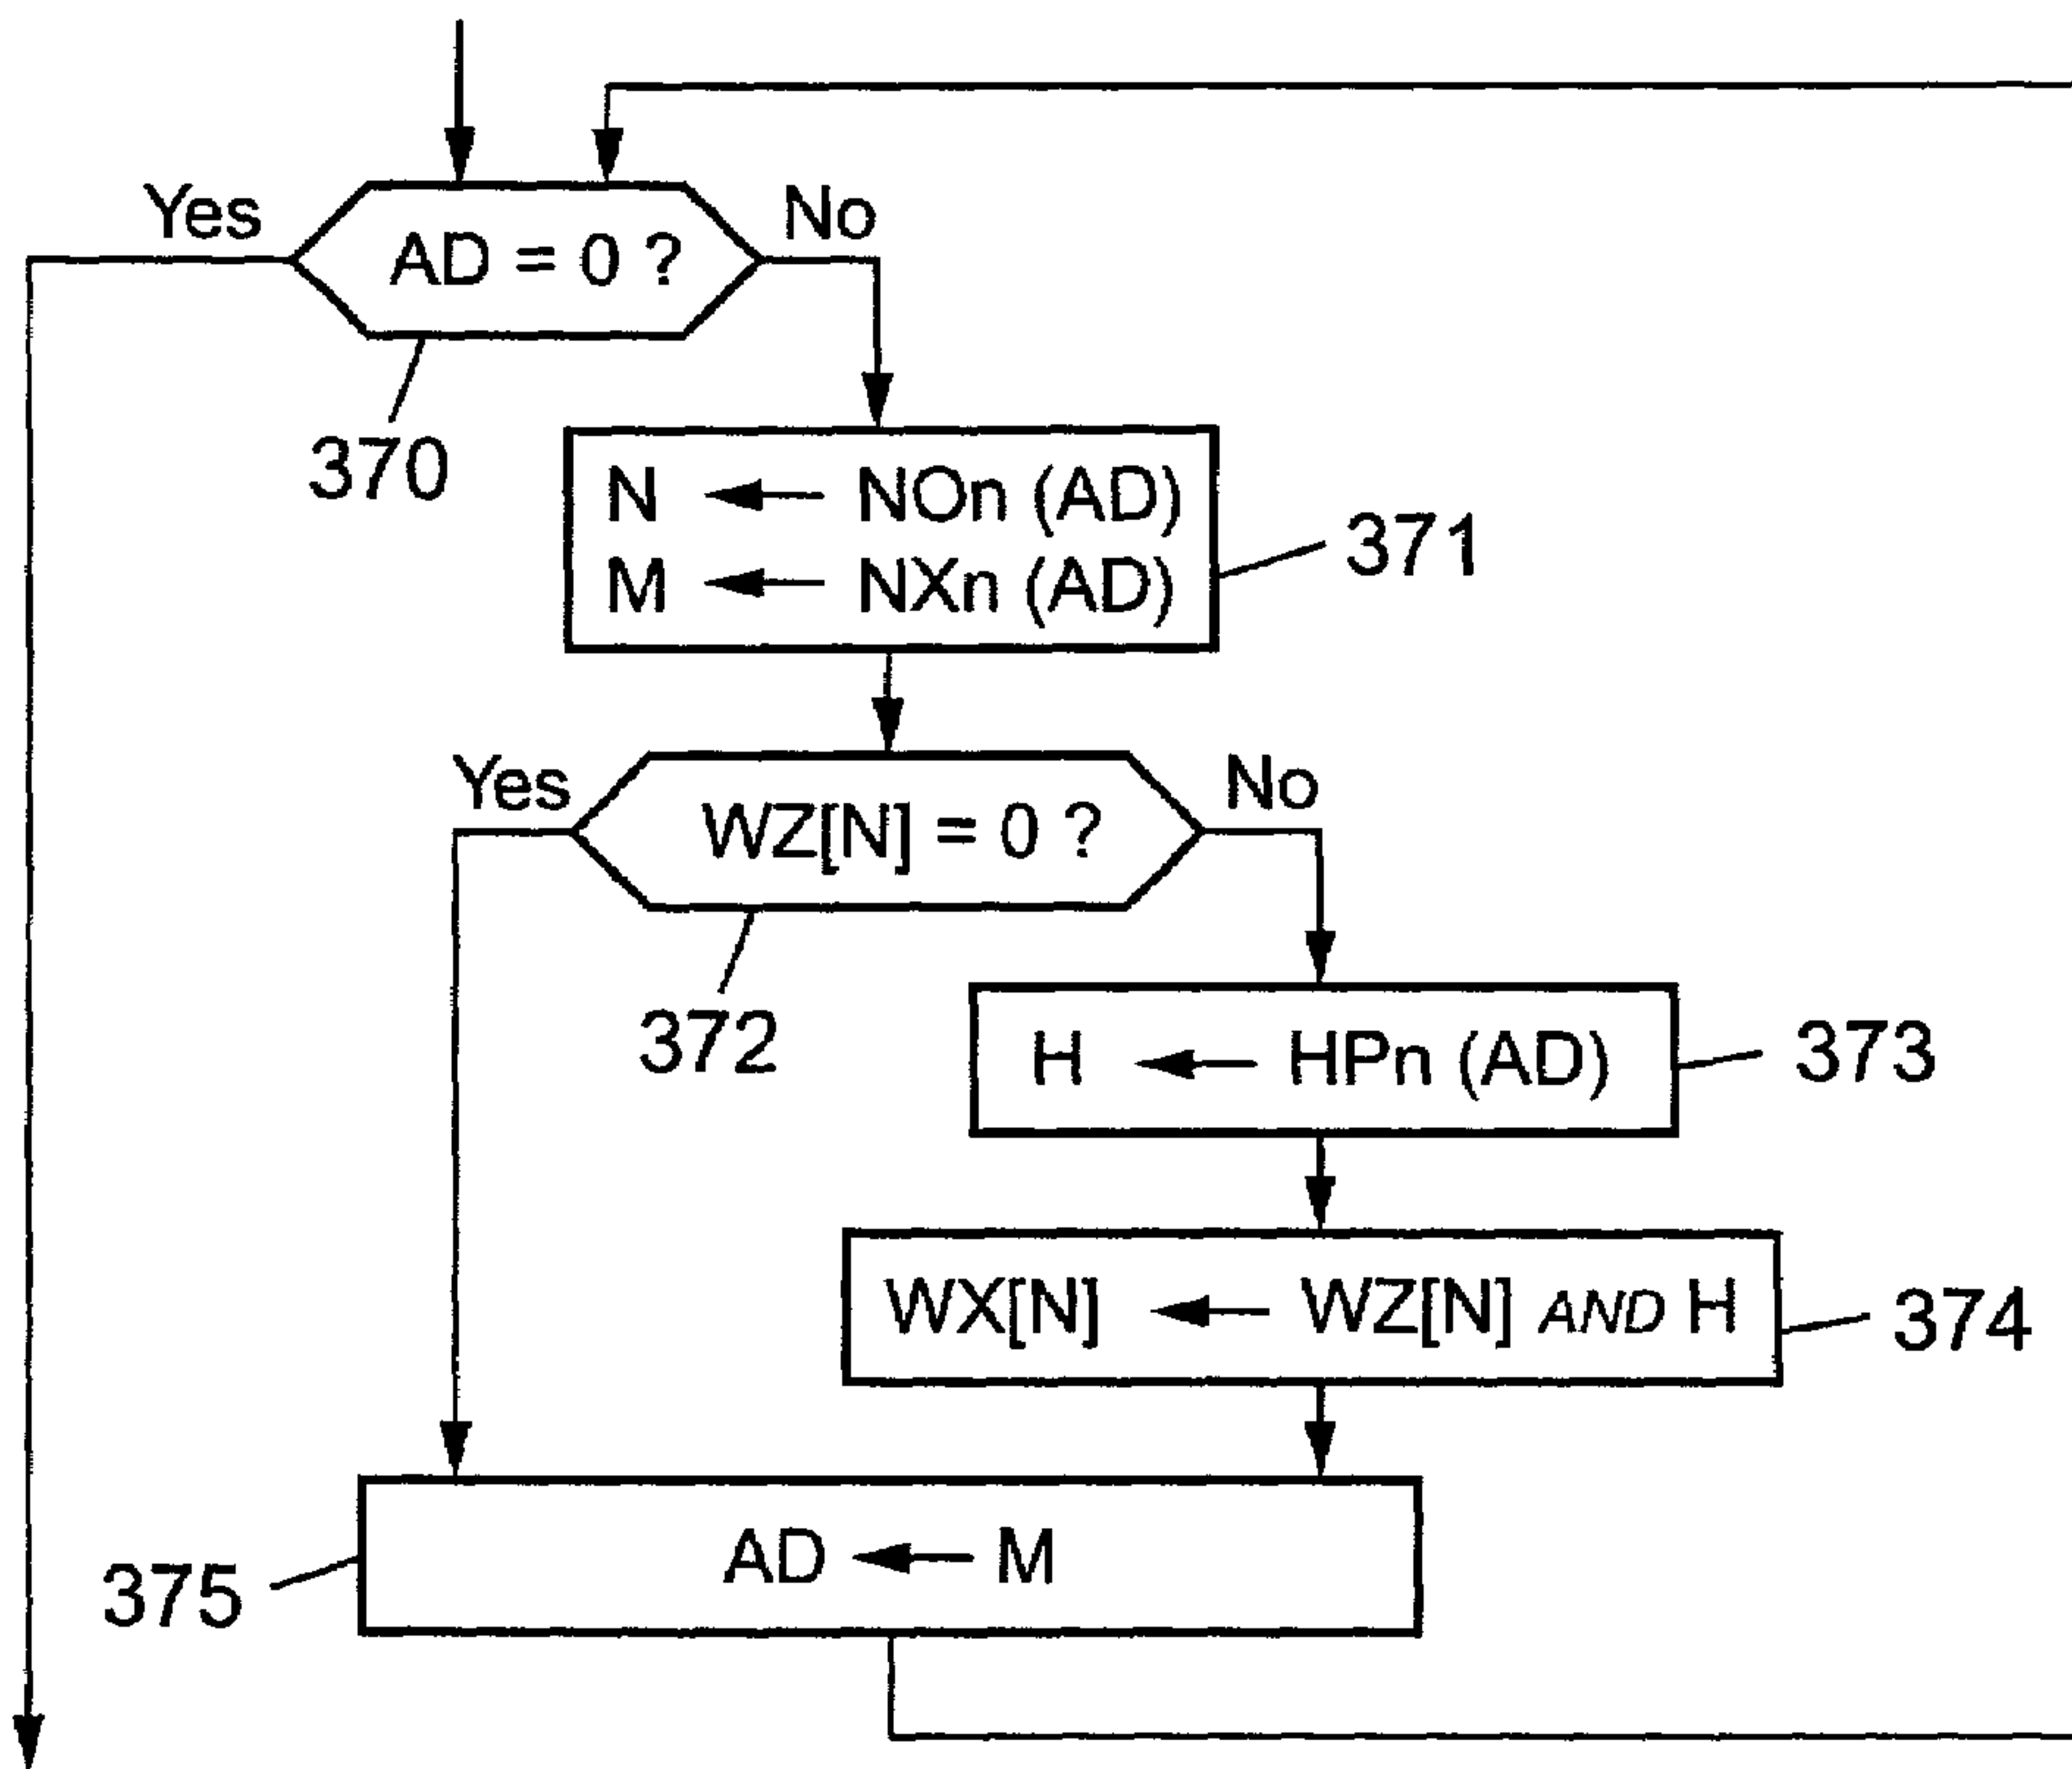 Yes
No
AD = 0 ?
370
N ← NOn (AD)
M ← NXn (AD)
371
Yes
No
WZ[N] = 0 ?
372
H ← HPn (AD)
373
WX[N] ← WZ[N] AND H
374
AD ← M
375